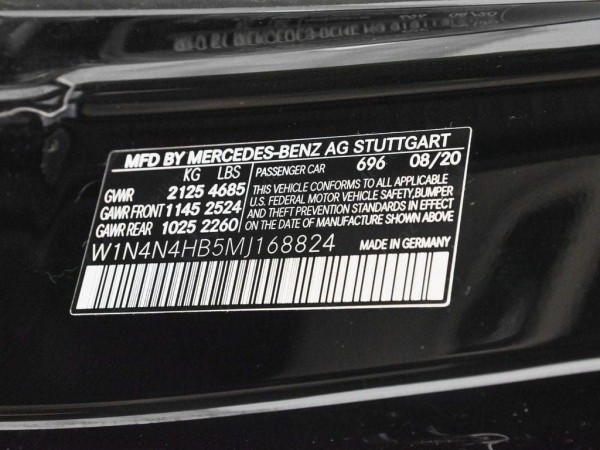 MFD BY MERCEDES-BENZ AG STUTTGART
KG LBS PASSENGER CAR 696 08/20
GVWR 2125 4685
GAWR FRONT 1145 2524
GAWR REAR 1025 2260
THIS VEHICLE CONFORMS TO ALL APPLICABLE
U.S. FEDERAL MOTOR VEHICLE SAFETY, BUMPER
AND THEFT PREVENTION STANDARDS IN EFFECT
ON THE DATE OF MANUFACTURE SHOWN ABOVE.
W1N4N4HB5MJ168824 MADE IN GERMANY